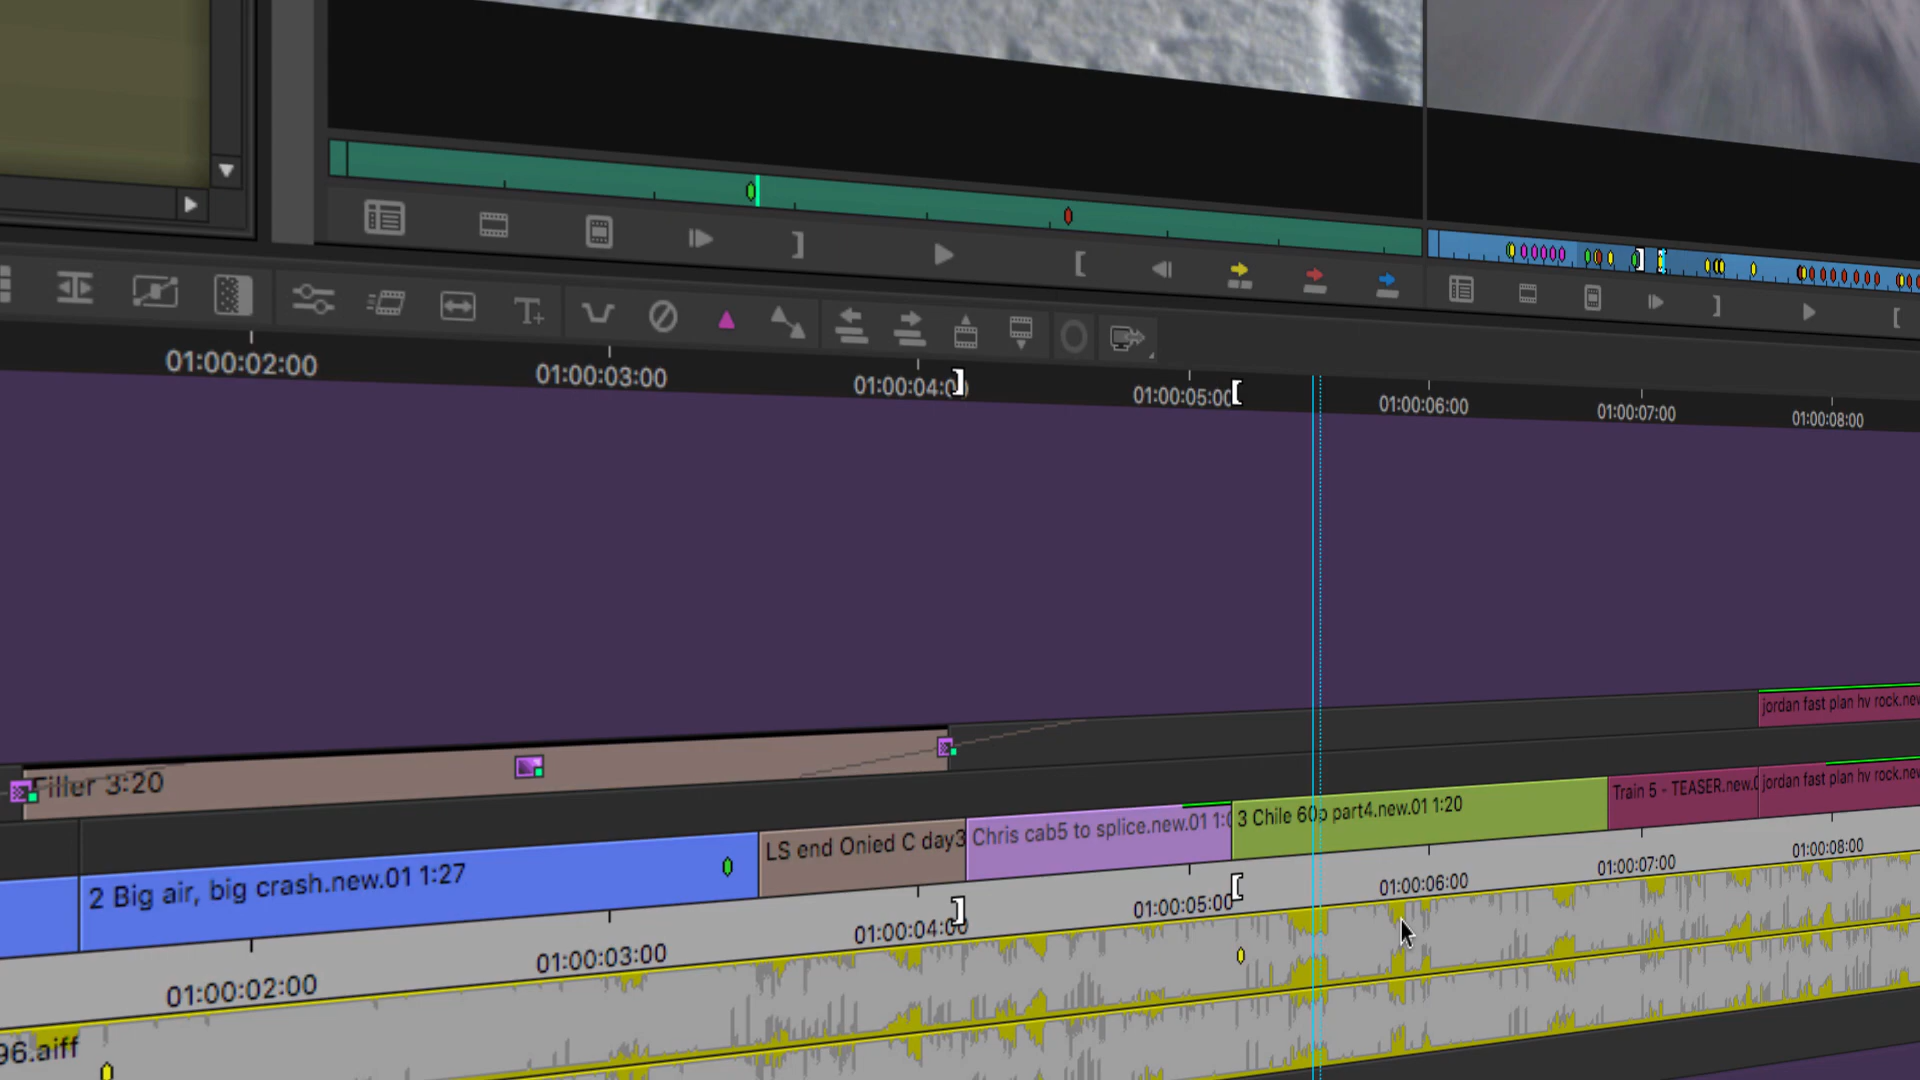 01:00:02:00
01:00:03:00
01:00:04:0
01:00:05:00
01:00:06:00
01:00:07:00
01:00:08:00
jordan fast plan hv rock.new
Filler 3:20
2 Big air, big crash.new.01 1:27
LS end Onied C day3
Chris cab5 to splice.new.01 1:0
3 Chile 60p part4.new.01 1:20
Train 5 - TEASER.new.0
jordan fast plan hv rock.new
01:00:02:00
01:00:03:00
01:00:04:00
01:00:05:00
01:00:06:00
01:00:07:00
01:00:08:00
96.aiff